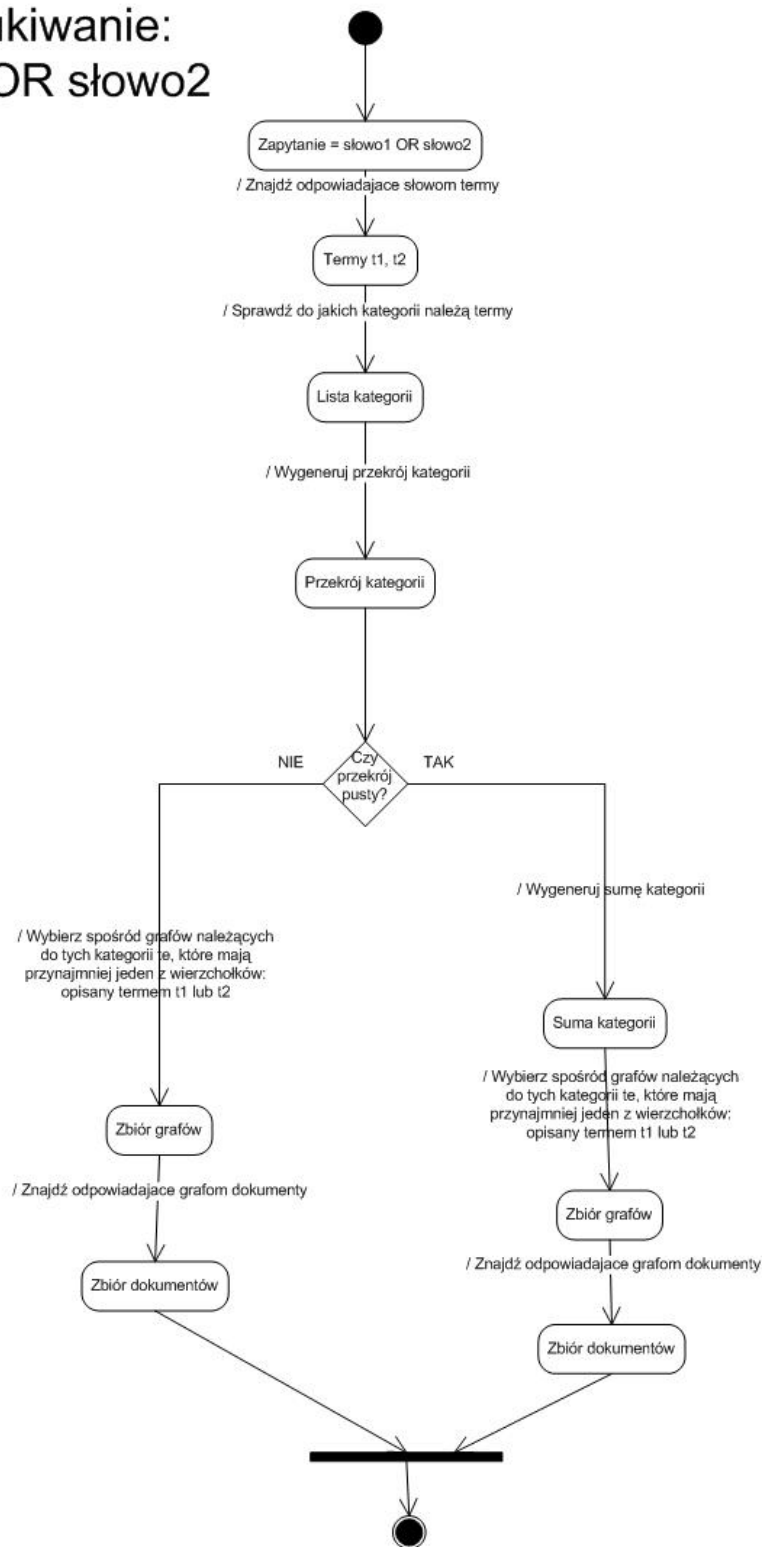 ukiwanie:
OR słowo2
Zapytanie = słowo1 OR słowo2
/ Znajdź odpowiadajace słowom termy
Termy t1, t2
/ Sprawdź do jakich kategorii należą termy
Lista kategorii
/ Wygeneruj przekrój kategorii
Przekrój kategorii
Czy
przekrój
pusty?
NIE
TAK
/ Wybierz spośród grafów należących
do tych kategorii te, które mają
przynajmniej jeden z wierzchołków:
opisany termem t1 lub t2
Zbiór grafów
/ Znajdź odpowiadajace grafom dokumenty
Zbiór dokumentów
/ Wygeneruj sumę kategorii
Suma kategorii
/ Wybierz spośród grafów należących
do tych kategorii te, które mają
przynajmniej jeden z wierzchołków:
opisany termem t1 lub t2
Zbiór grafów
/ Znajdź odpowiadajace grafom dokumenty
Zbiór dokumentów